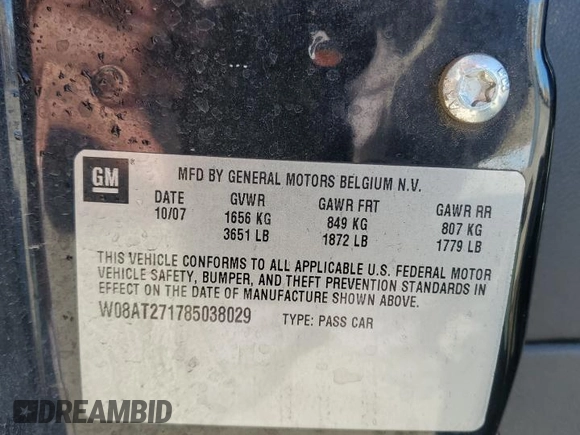 GM
MFD BY GENERAL MOTORS BELGIUM N.V.
DATE GVWR GAWR FRT GAWR RR
10/07 1656 KG 849 KG 807 KG
3651 LB 1872 LB 1779 LB
THIS VEHICLE CONFORMS TO ALL APPLICABLE U.S. FEDERAL MOTOR
VEHICLE SAFETY, BUMPER, AND THEFT PREVENTION STANDARDS IN
EFFECT ON THE DATE OF MANUFACTURE SHOWN ABOVE.
W08AT271785038029 TYPE: PASS CAR
DREAMBID